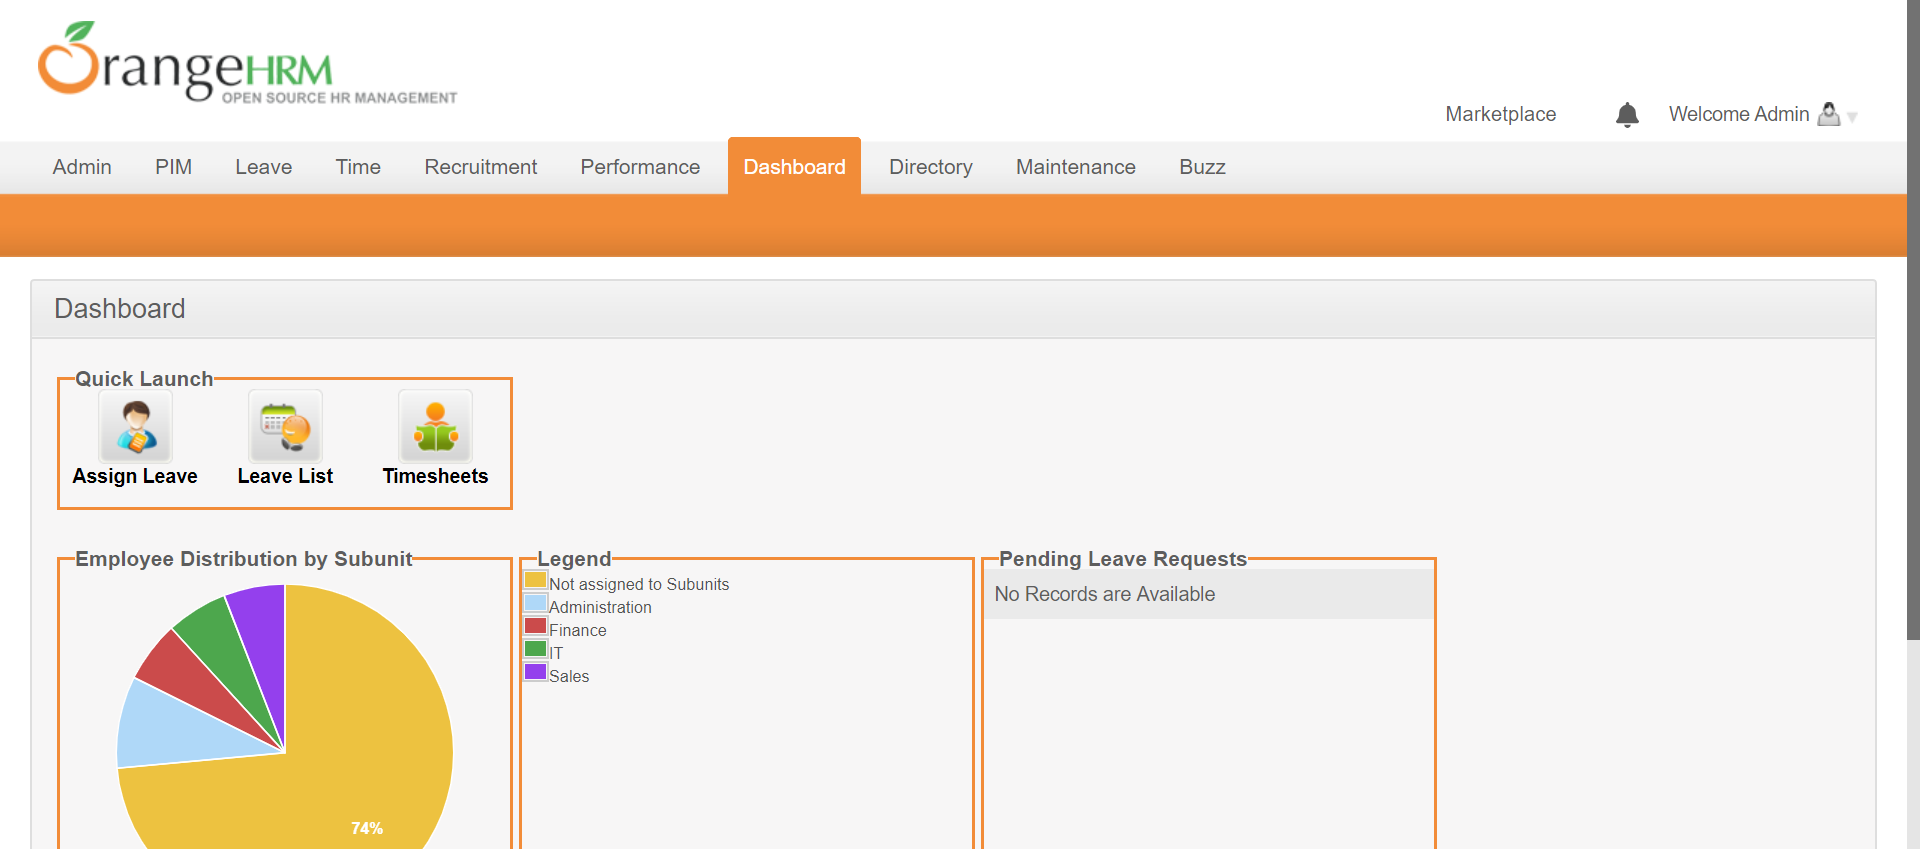 OrangeHRM
OPEN SOURCE HR MANAGEMENT
Marketplace
Welcome Admin
Admin
PIM
Leave
Time
Recruitment
Performance
Dashboard
Directory
Maintenance
Buzz
Dashboard
Quick Launch
Assign Leave
Leave List
Timesheets
Employee Distribution by Subunit
74%
Legend
Not assigned to Subunits
Administration
Finance
IT
Sales
Pending Leave Requests
No Records are Available